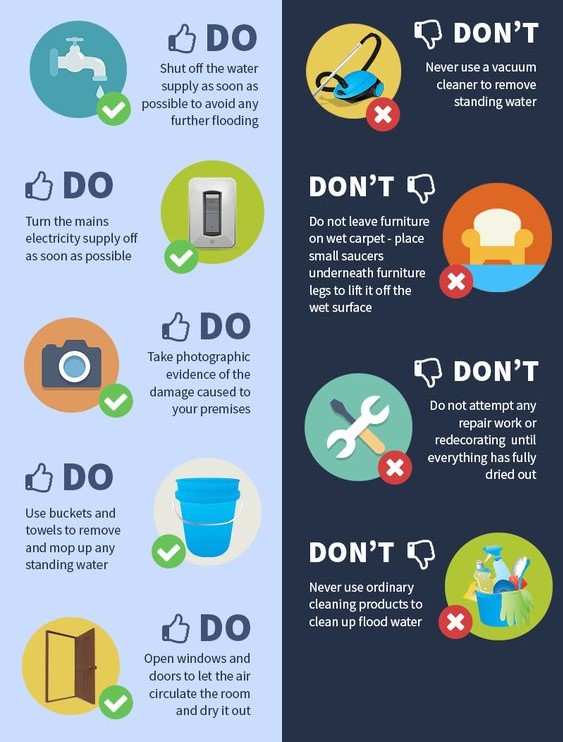 DO
Shut off the water
supply as soon as
possible to avoid any
further flooding
DO
Turn the mains
electricity supply off
as soon as possible
DO
Take photographic
evidence of the
damage caused to
your premises
DO
Use buckets and
towels to remove
and mop up any
standing water
DO
Open windows and
doors to let the air
circulate the room
and dry it out
DON'T
Never use a vacuum
cleaner to remove
standing water
DON'T
Do not leave furniture
on wet carpet - place
small saucers
underneath furniture
legs to lift it off the
wet surface
DON'T
Do not attempt any
repair work or
redecorating until
everything has fully
dried out
DON'T
Never use ordinary
cleaning products to
clean up flood water